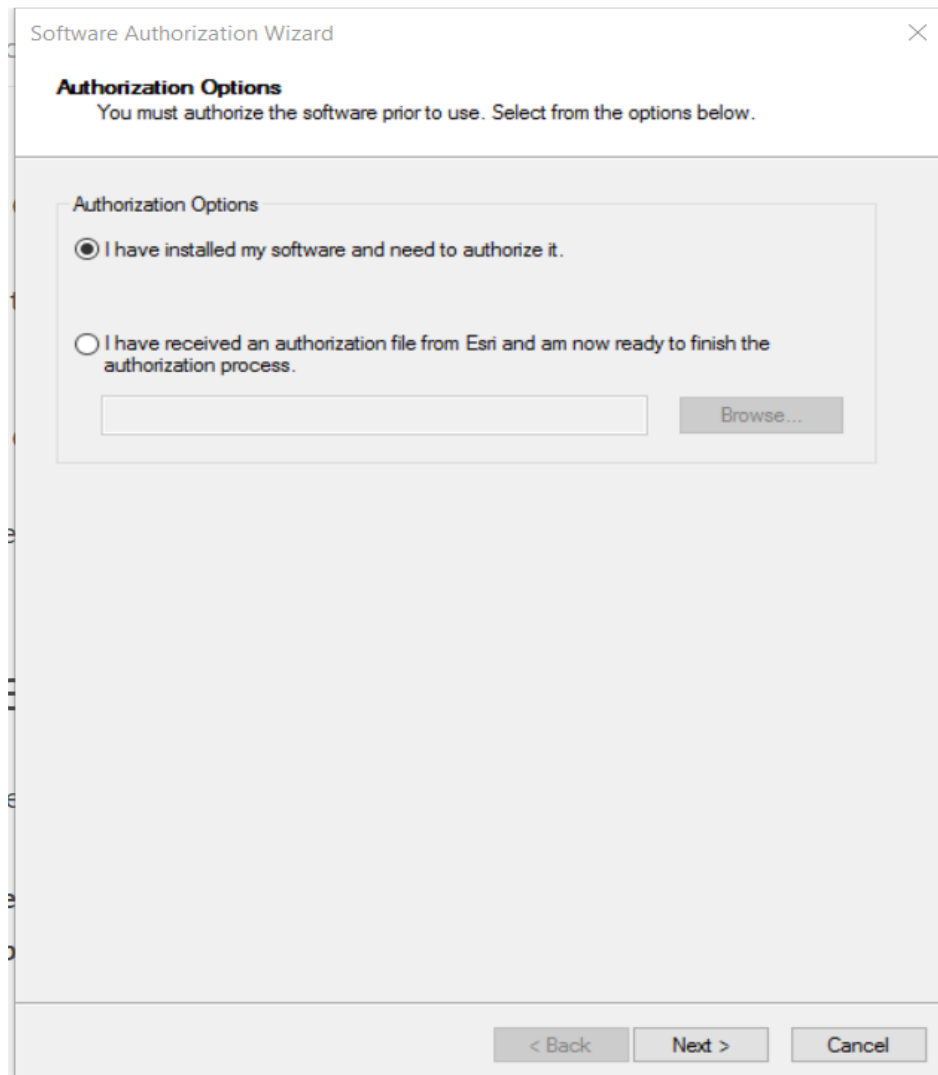 Software Authorization Wizard
Authorization Options
You must authorize the software prior to use. Select from the options below.
Authorization Options
I have installed my software and need to authorize it.
I have received an authorization file from Esri and am now ready to finish the
authorization process.
Browse...
< Back
Next >
Cancel